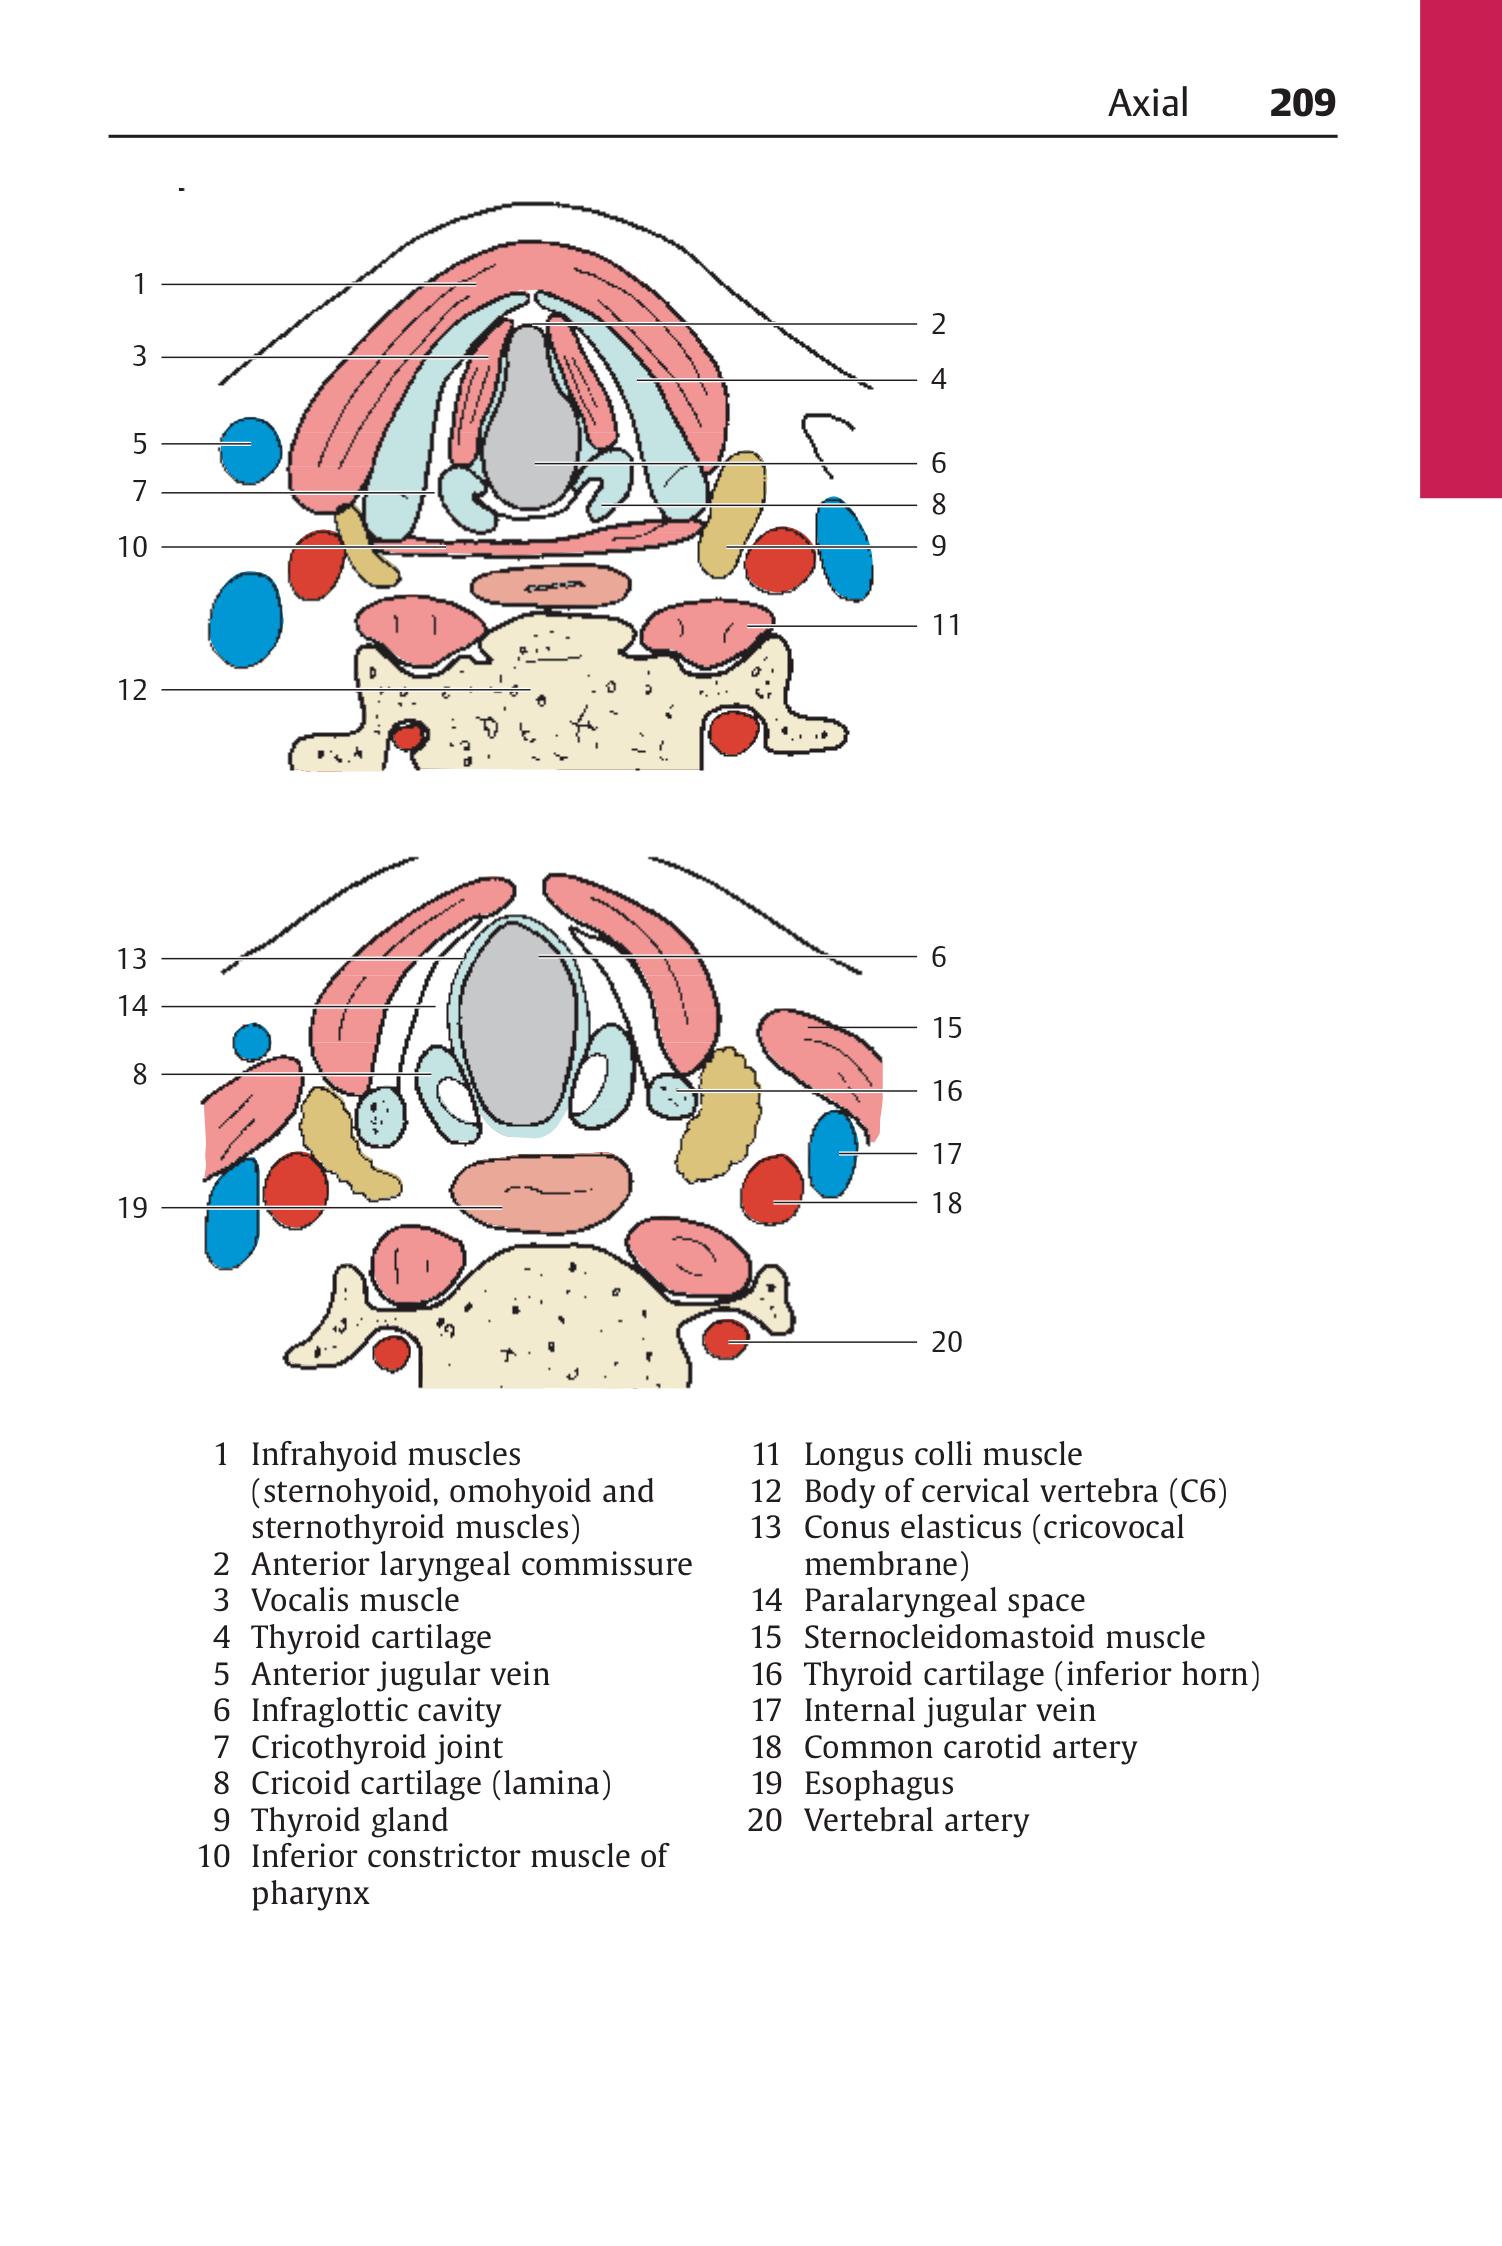 Axial 209
1
2
3
4
5
6
7
8
10
9
11
12
13
6
14
15
8
16
17
19
18
20
1 Infrahyoid muscles
(sternohyoid, omohyoid and
sternothyroid muscles)
2 Anterior laryngeal commissure
3 Vocalis muscle
4 Thyroid cartilage
5 Anterior jugular vein
6 Infraglottic cavity
7 Cricothyroid joint
8 Cricoid cartilage (lamina)
9 Thyroid gland
10 Inferior constrictor muscle of
pharynx
11 Longus colli muscle
12 Body of cervical vertebra (C6)
13 Conus elasticus (cricovocal
membrane)
14 Paralaryngeal space
15 Sternocleidomastoid muscle
16 Thyroid cartilage (inferior horn)
17 Internal jugular vein
18 Common carotid artery
19 Esophagus
20 Vertebral artery